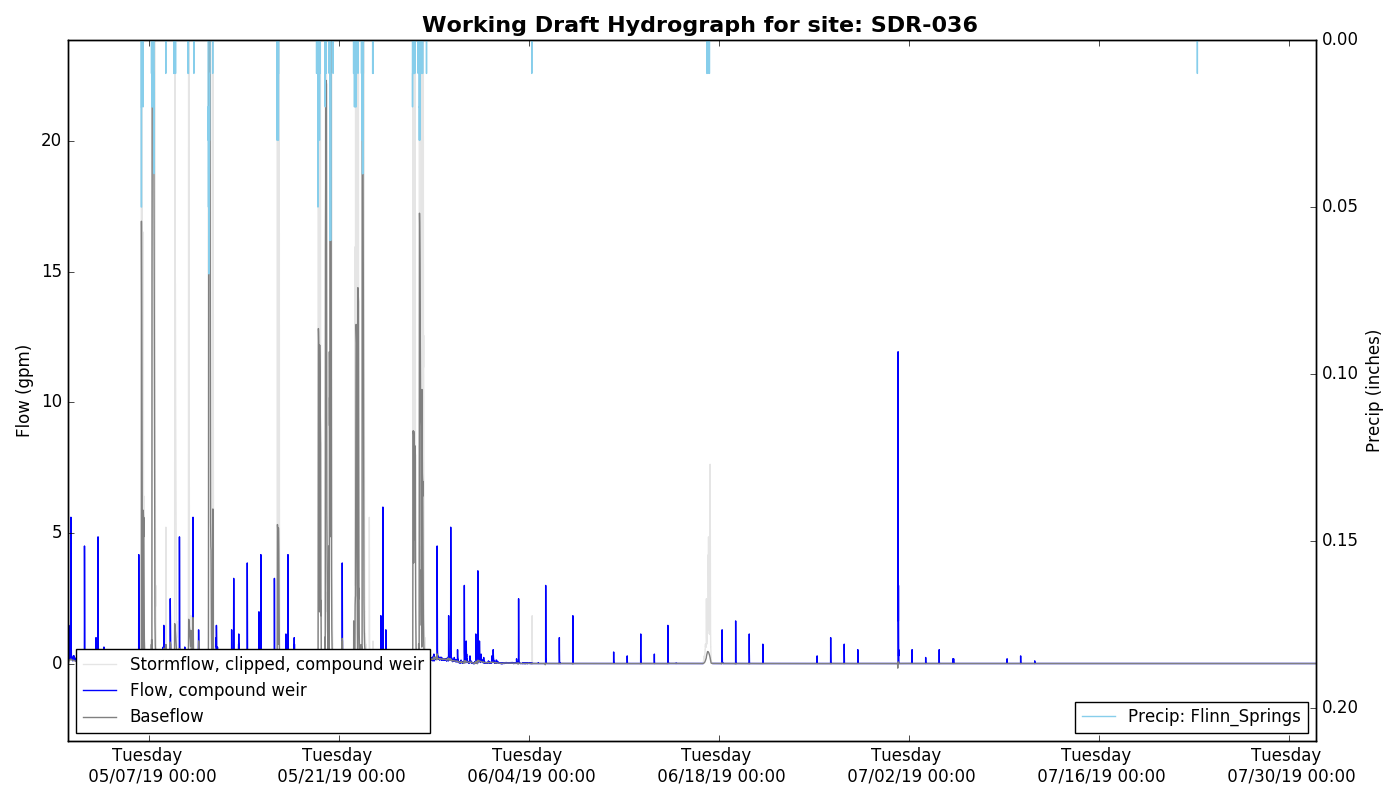 Working Draft Hydrograph for site: SDR-036
0.00
20
0.05
15
Flow (gpm)
10
0.10
Precip (inches)
5
0.15
0
Stormflow, clipped, compound weir
Flow, compound weir
Baseflow
0.20
Precip: Flinn_Springs
Tuesday
05/07/19 00:00
Tuesday
05/21/19 00:00
Tuesday
06/04/19 00:00
Tuesday
06/18/19 00:00
Tuesday
07/02/19 00:00
Tuesday
07/16/19 00:00
Tuesday
07/30/19 00:00